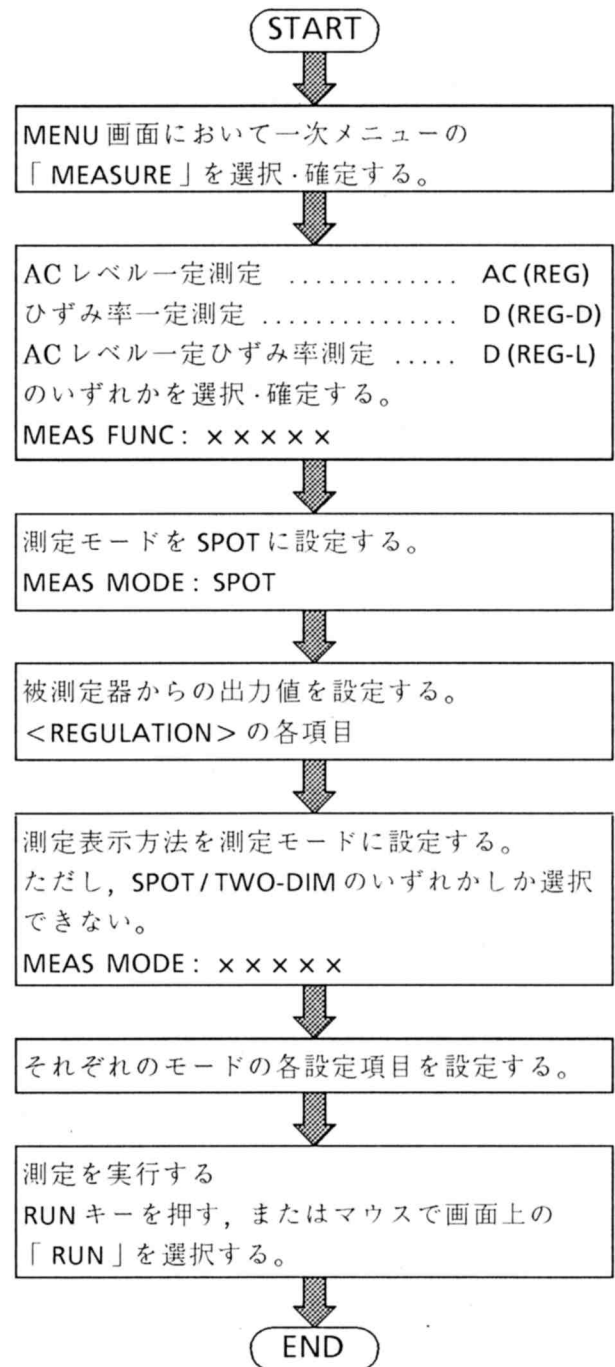 START
MENU画面において一次メニューの
「MEASURE」を選択·確定する。
ACレベル一定測定 ............. AC(REG)
ひずみ率一定測定 ................ D(REG-D)
ACレベル一定ひずみ率測定 ..... D(REG-L)
のいずれかを選択·確定する。
MEAS FUNC: ×××××
測定モードをSPOTに設定する。
MEAS MODE: SPOT
被測定器からの出力値を設定する。
<REGULATION>の各項目
測定表示方法を測定モードに設定する。
ただし, SPOT/TWO-DIMのいずれかしか選択
できない。
MEAS MODE: ×××××
それぞれのモードの各設定項目を設定する。
測定を実行する
RUNキーを押す, またはマウスで画面上の
「RUN」を選択する。
END